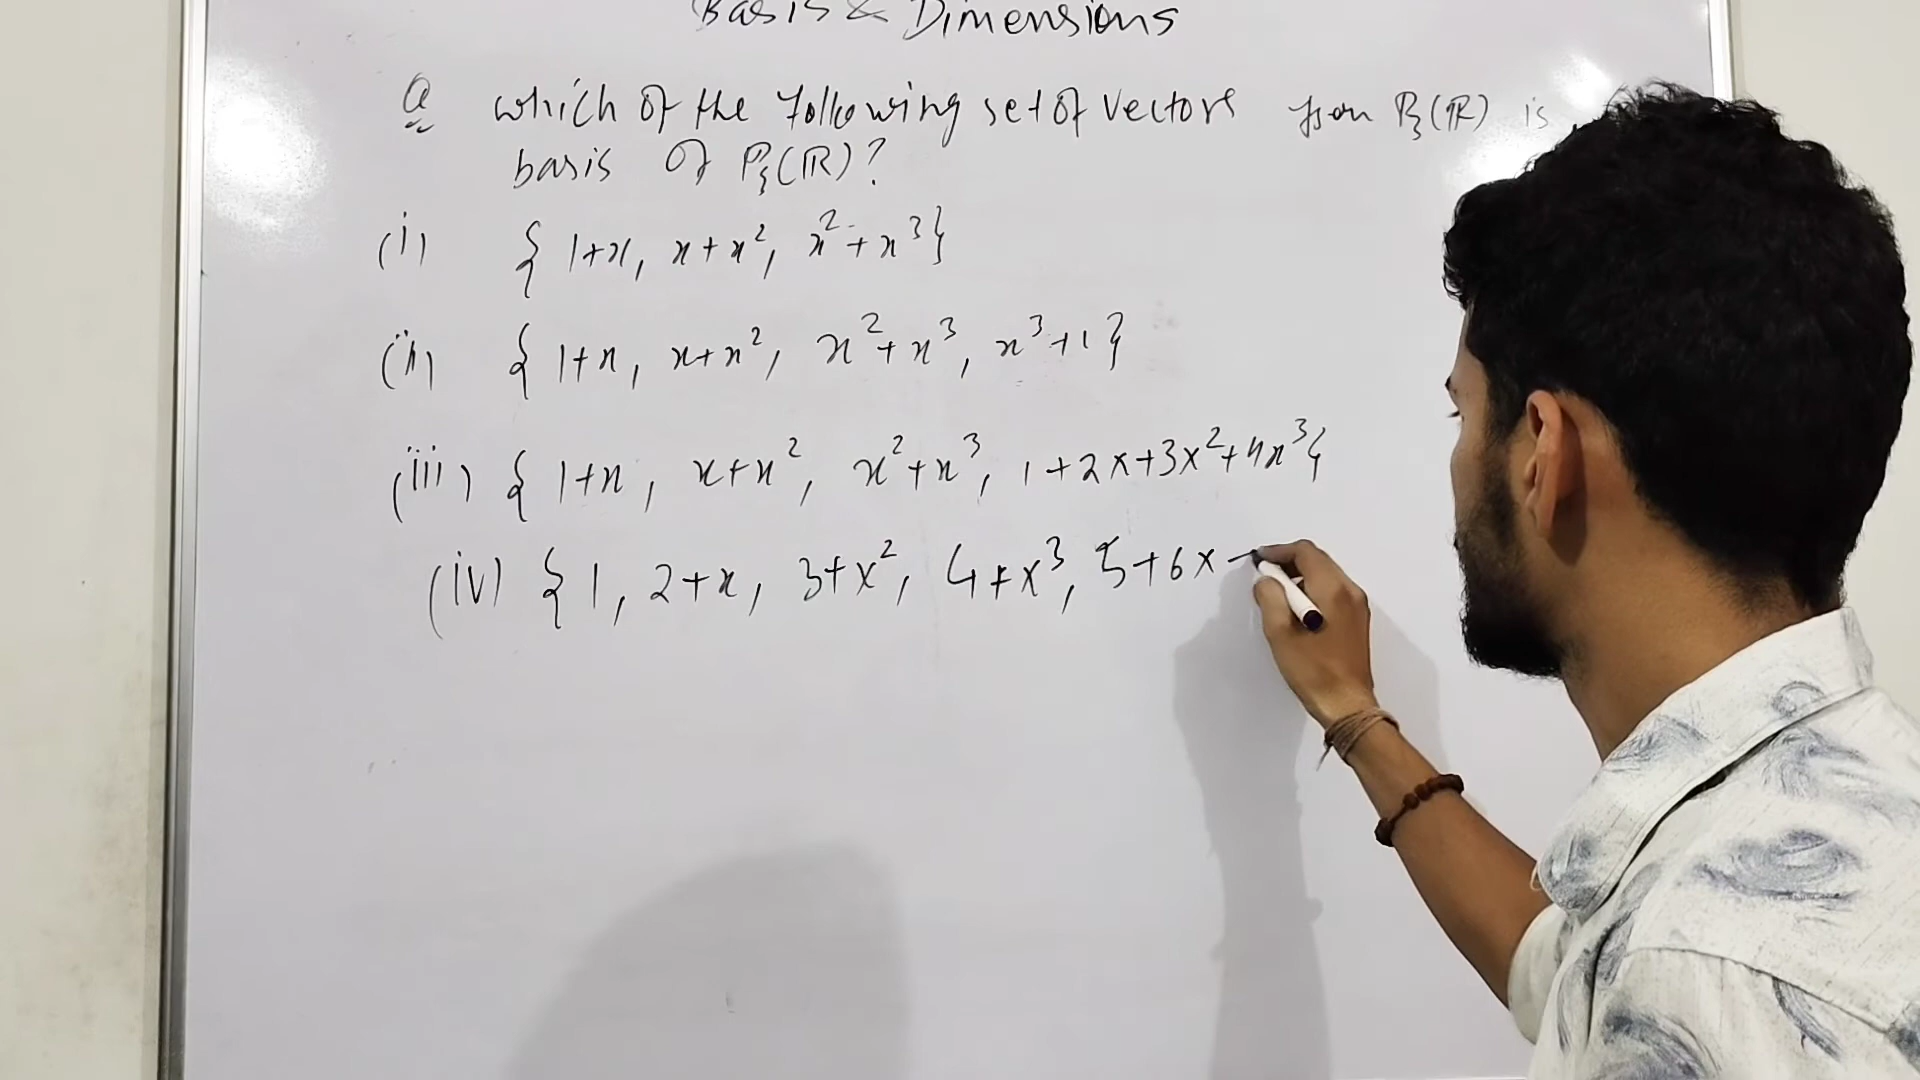 Basis & Dimensions
Q which of the following set of vectors from P₃(ℝ) is
basis of P₃(ℝ)?
(i) { 1+x, x+x², x²+x³}
(ii) { 1+x, x+x², x²+x³, x³+1}
(iii) { 1+x, x+x², x²+x³, 1+2x+3x²+4x³}
(iv) { 1, 2+x, 3+x², 4+x³, 5+6x-